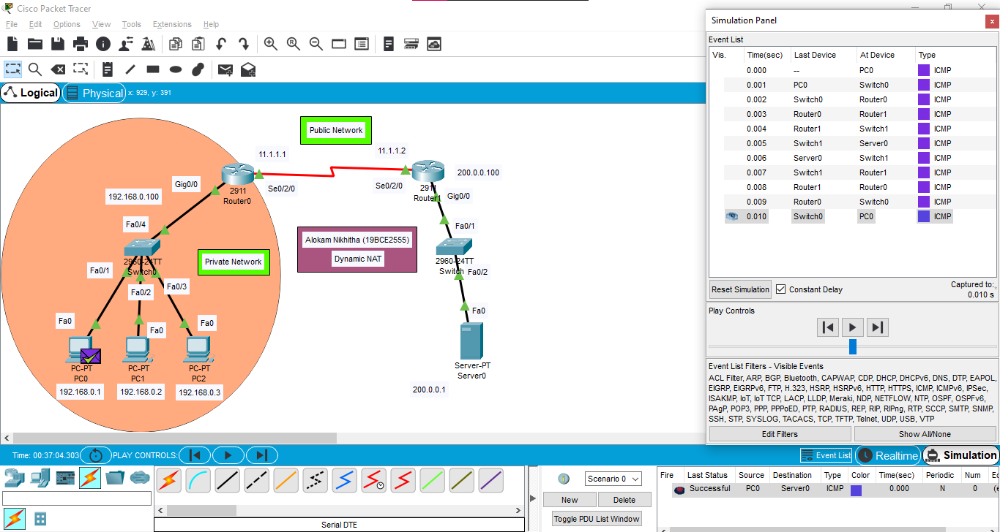 Cisco Packet Tracer
File Edit Options View Tools Extensions Help
Logical
Physical
x: 929, y: 391
Public Network
11.1.1.1
11.1.1.2
200.0.0.100
Gig0/0
2911
Router0
Se0/2/0
Se0/2/0
2911
Router1
Gig0/0
192.168.0.100
Fa0/4
Fa0/1
Alokam Nikhitha (19BCE2555)
Dynamic NAT
2960-24TT
Switch0
Private Network
2960-24TT
Switch
Fa0/2
Fa0/1
Fa0/2
Fa0/3
Fa0
Fa0
Fa0
Fa0
PC-PT
PC0
PC-PT
PC1
PC-PT
PC2
Server-PT
Server0
192.168.0.1
192.168.0.2
192.168.0.3
200.0.0.1
Simulation Panel
Event List
Vis. Time(sec) Last Device At Device Type
0.000 -- PC0 ICMP
0.001 PC0 Switch0 ICMP
0.002 Switch0 Router0 ICMP
0.003 Router0 Router1 ICMP
0.004 Router1 Switch1 ICMP
0.005 Switch1 Server0 ICMP
0.006 Server0 Switch1 ICMP
0.007 Switch1 Router1 ICMP
0.008 Router1 Router0 ICMP
0.009 Router0 Switch0 ICMP
0.010 Switch0 PC0 ICMP
Reset Simulation
Constant Delay
Captured to:
0.010 s
Play Controls
Event List Filters - Visible Events
ACL Filter, ARP, BGP, Bluetooth, CAPWAP, CDP, DHCP, DHCPv6, DNS, DTP, EAPOL,
EIGRP, EIGRPv6, FTP, H.323, HSRP, HSRPv6, HTTP, HTTPS, ICMP, ICMPv6, IPSec,
ISAKMP, IoT, IoT TCP, LACP, LLDP, Meraki, NDP, NETFLOW, NTP, OSPF, OSPFv6,
PAgP, POP3, PPP, PPPoED, PTP, RADIUS, REP, RIP, RIPng, RTP, SCCP, SMTP, SNMP,
SSH, STP, SYSLOG, TACACS, TCP, TFTP, Telnet, UDP, USB, VTP
Edit Filters
Show All/None
Time: 00:37:04.303
PLAY CONTROLS:
Event List
Realtime
Simulation
Serial DTE
Scenario 0
New
Delete
Toggle PDU List Window
Fire Last Status Source Destination Type Color Time(sec) Periodic Num
Successful PC0 Server0 ICMP 0.000 N 0